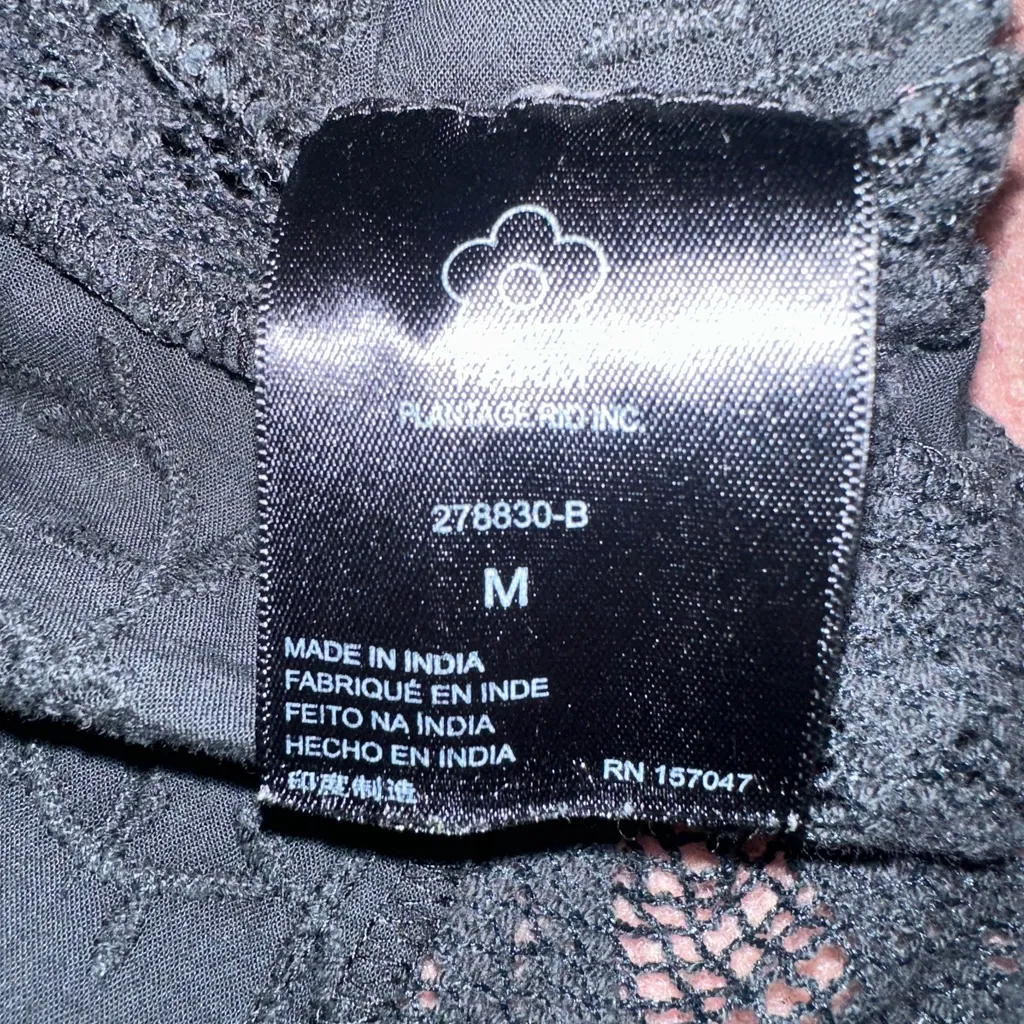 PLANTAGE RID INC.
278830-B
M
MADE IN INDIA
FABRIQUÉ EN INDE
FEITO NA ÍNDIA
HECHO EN INDIA
印度制造
RN 157047